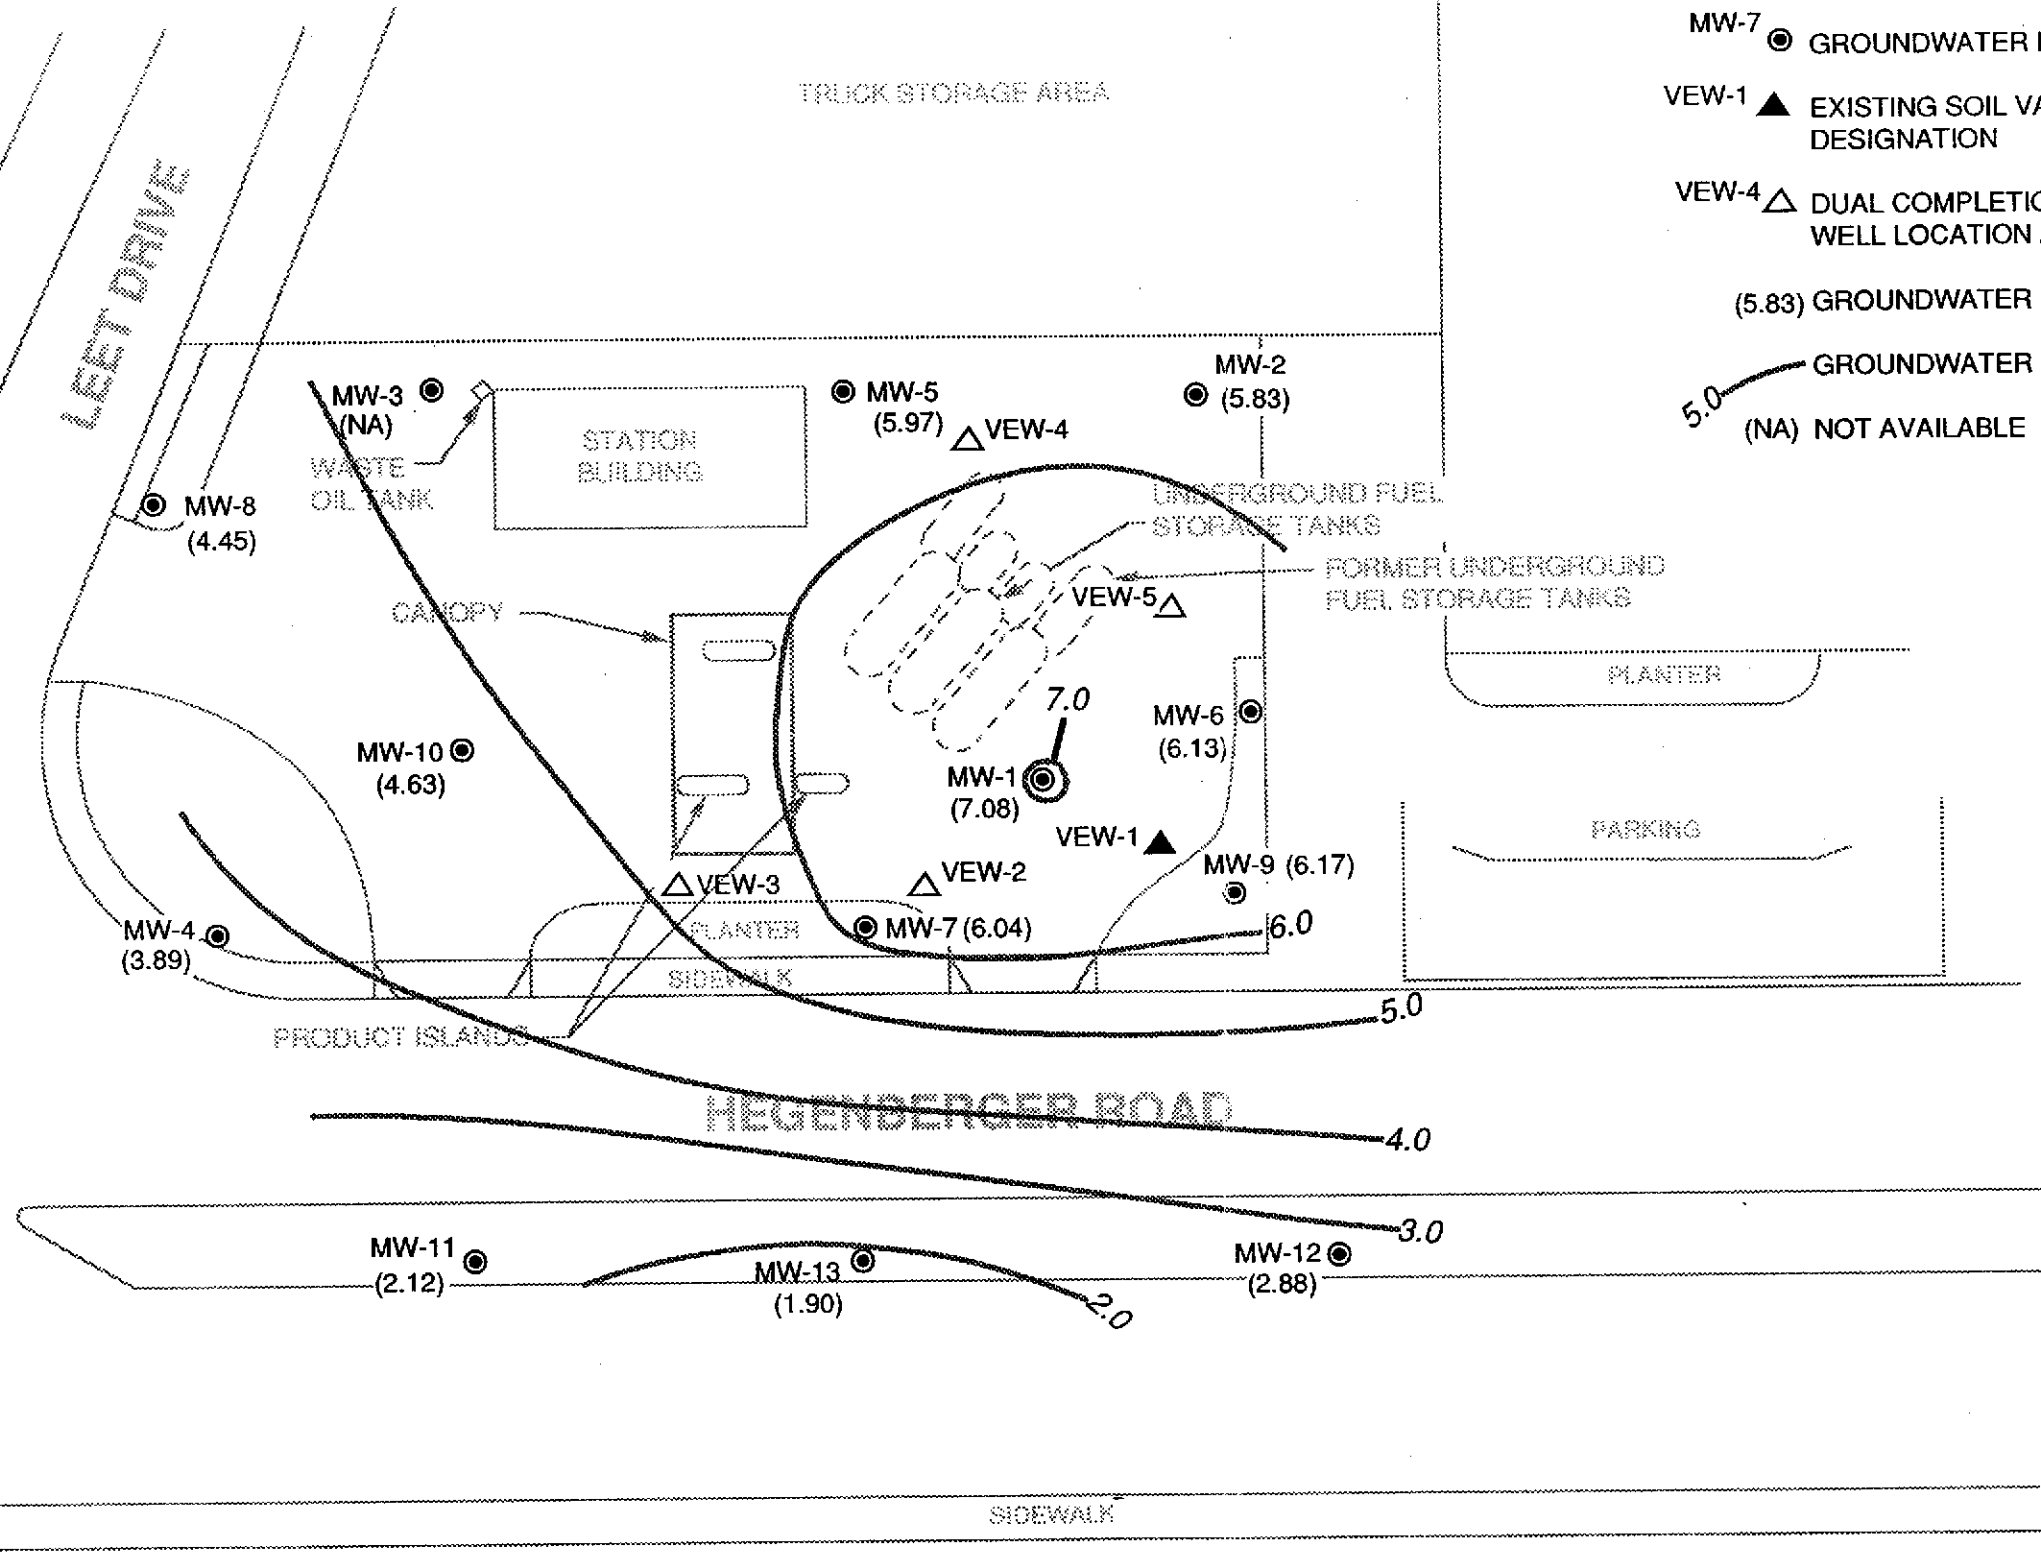 MW-7
GROUNDWATER
VEW-1
EXISTING SOIL VA
DESIGNATION
VEW-4
DUAL COMPLETIO
WELL LOCATION
(5.83) GROUNDWATER
5.0
GROUNDWATER
(NA) NOT AVAILABLE
TRUCK STORAGE AREA
LEET DRIVE
MW-3
(NA)
WASTE
OIL TANK
STATION
BUILDING
MW-5
(5.97)
VEW-4
MW-2
(5.83)
MW-8
(4.45)
UNDERGROUND FUEL
STORAGE TANKS
FORMER UNDERGROUND
FUEL STORAGE TANKS
VEW-5
CANOPY
PLANTER
7.0
MW-6
(6.13)
MW-10
(4.63)
MW-1
(7.08)
VEW-1
PARKING
MW-9 (6.17)
VEW-3
VEW-2
MW-4
(3.89)
PLANTER
MW-7 (6.04)
6.0
SIDEWALK
5.0
PRODUCT ISLANDS
HEGENBERGER ROAD
4.0
3.0
MW-11
(2.12)
MW-13
(1.90)
MW-12
(2.88)
2.0
SIDEWALK